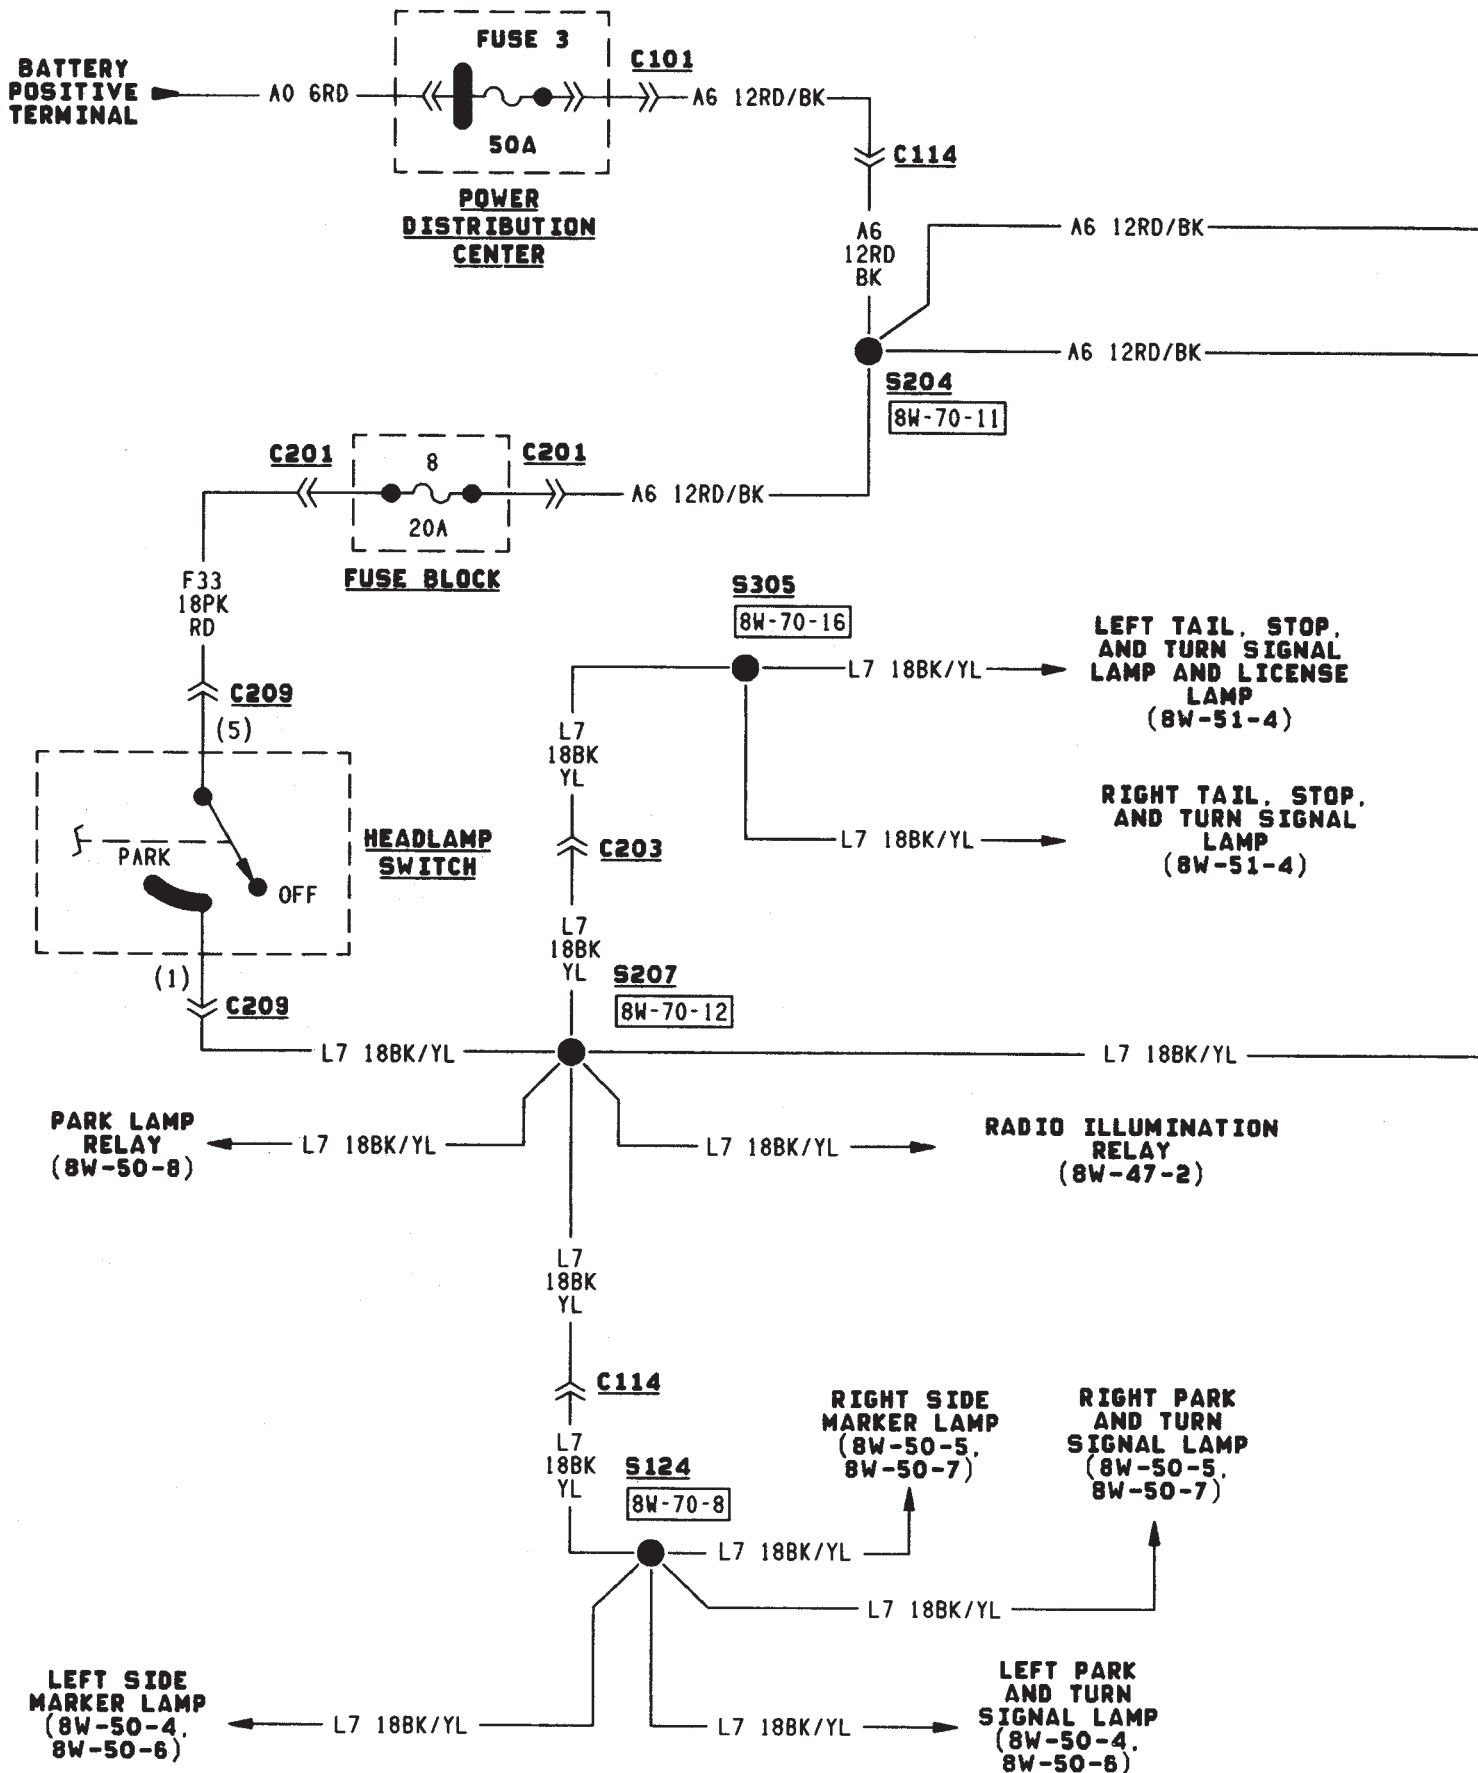 FUSE 3
C101
BATTERY
POSITIVE
TERMINAL
A0 6RD
A6 12RD/BK
50A
C114
POWER
DISTRIBUTION
CENTER
A6
12RD
BK
A6 12RD/BK
A6 12RD/BK
S204
8W-70-11
C201
8
C201
A6 12RD/BK
20A
FUSE BLOCK
F33
18PK
RD
S305
8W-70-16
LEFT TAIL, STOP,
AND TURN SIGNAL
LAMP AND LICENSE
LAMP
(8W-51-4)
L7 18BK/YL
C209
(5)
L7
18BK
YL
RIGHT TAIL, STOP,
AND TURN SIGNAL
LAMP
(8W-51-4)
L7 18BK/YL
HEADLAMP
SWITCH
PARK
OFF
C203
L7
18BK
YL
(1)
C209
S207
8W-70-12
L7 18BK/YL
L7 18BK/YL
PARK LAMP
RELAY
(8W-50-8)
L7 18BK/YL
L7 18BK/YL
RADIO ILLUMINATION
RELAY
(8W-47-2)
L7
18BK
YL
C114
L7
18BK
YL
S124
8W-70-8
RIGHT SIDE
MARKER LAMP
(8W-50-5,
8W-50-7)
RIGHT PARK
AND TURN
SIGNAL LAMP
(8W-50-5,
8W-50-7)
L7 18BK/YL
L7 18BK/YL
LEFT SIDE
MARKER LAMP
(8W-50-4,
8W-50-6)
L7 18BK/YL
L7 18BK/YL
LEFT PARK
AND TURN
SIGNAL LAMP
(8W-50-4,
8W-50-6)